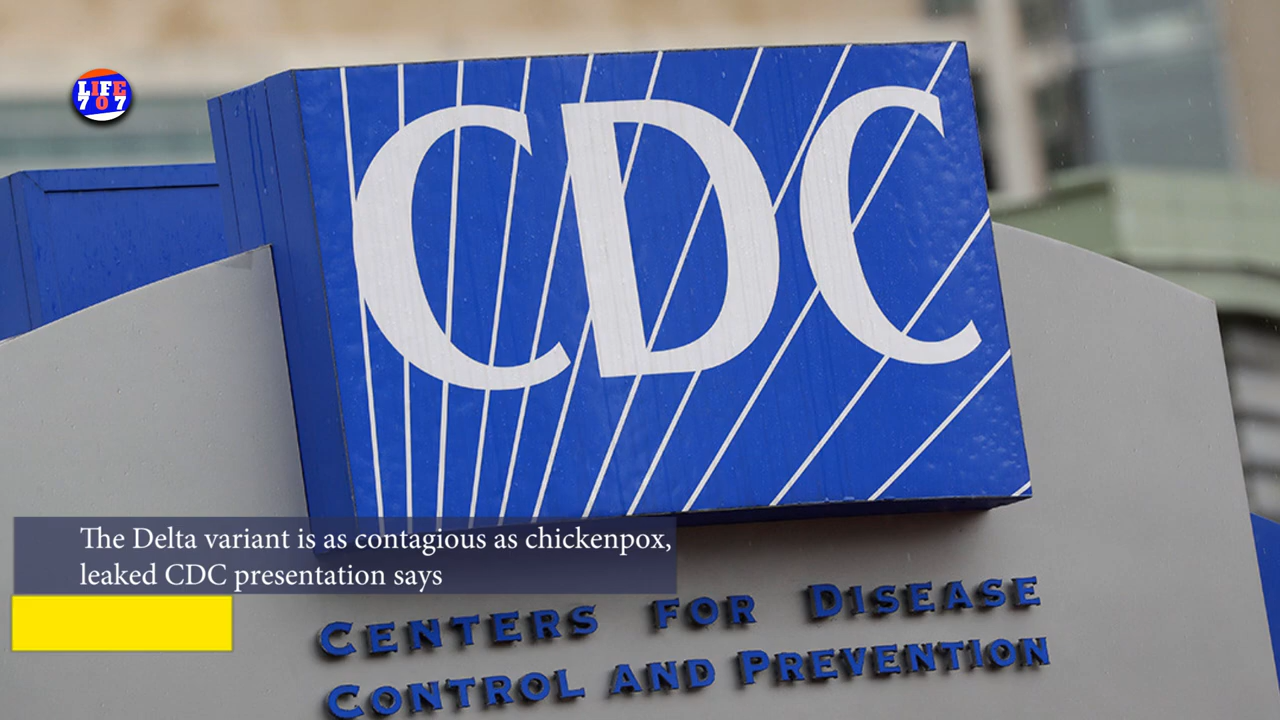 LIFE
707
CDC
The Delta variant is as contagious as chickenpox,
leaked CDC presentation says
CENTERS FOR DISEASE
CONTROL AND PREVENTION